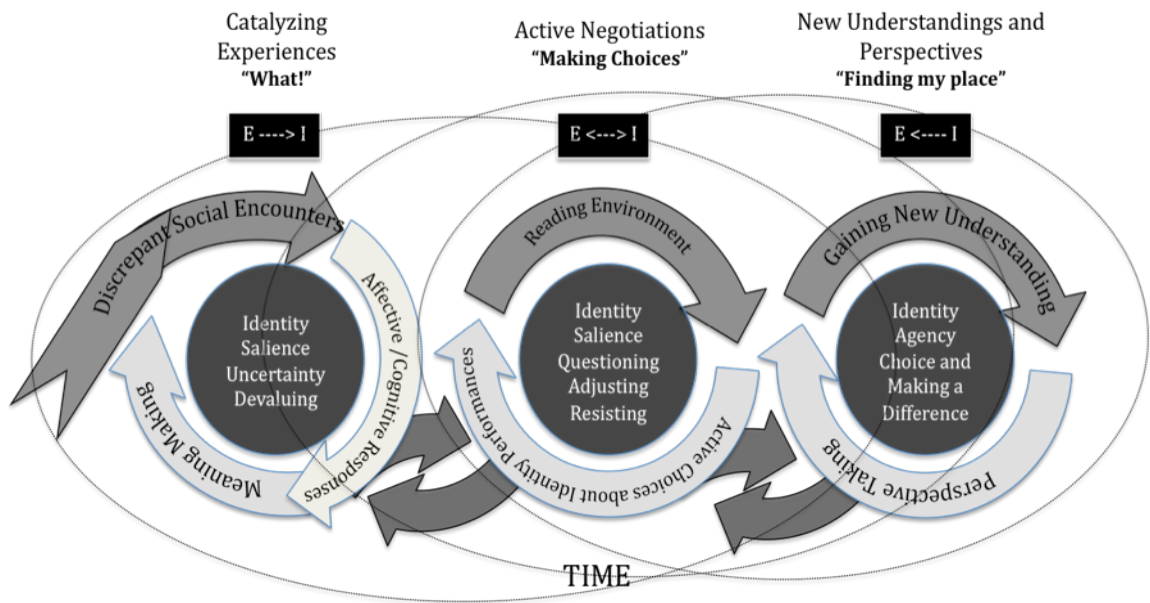 Catalyzing
Experiences
“What!”
Active Negotiations
“Making Choices”
New Understandings and
Perspectives
“Finding my place”
E ----> I
E <---> I
E <---- I
Discrepant Social Encounters
Affective /Cognitive Responses
Meaning Making
Identity
Salience
Uncertainty
Devaluing
Reading Environment
Active Choices about Identity Performances
Identity
Salience
Questioning
Adjusting
Resisting
Gaining New Understanding
Perspective Taking
Identity
Agency
Choice and
Making a
Difference
TIME